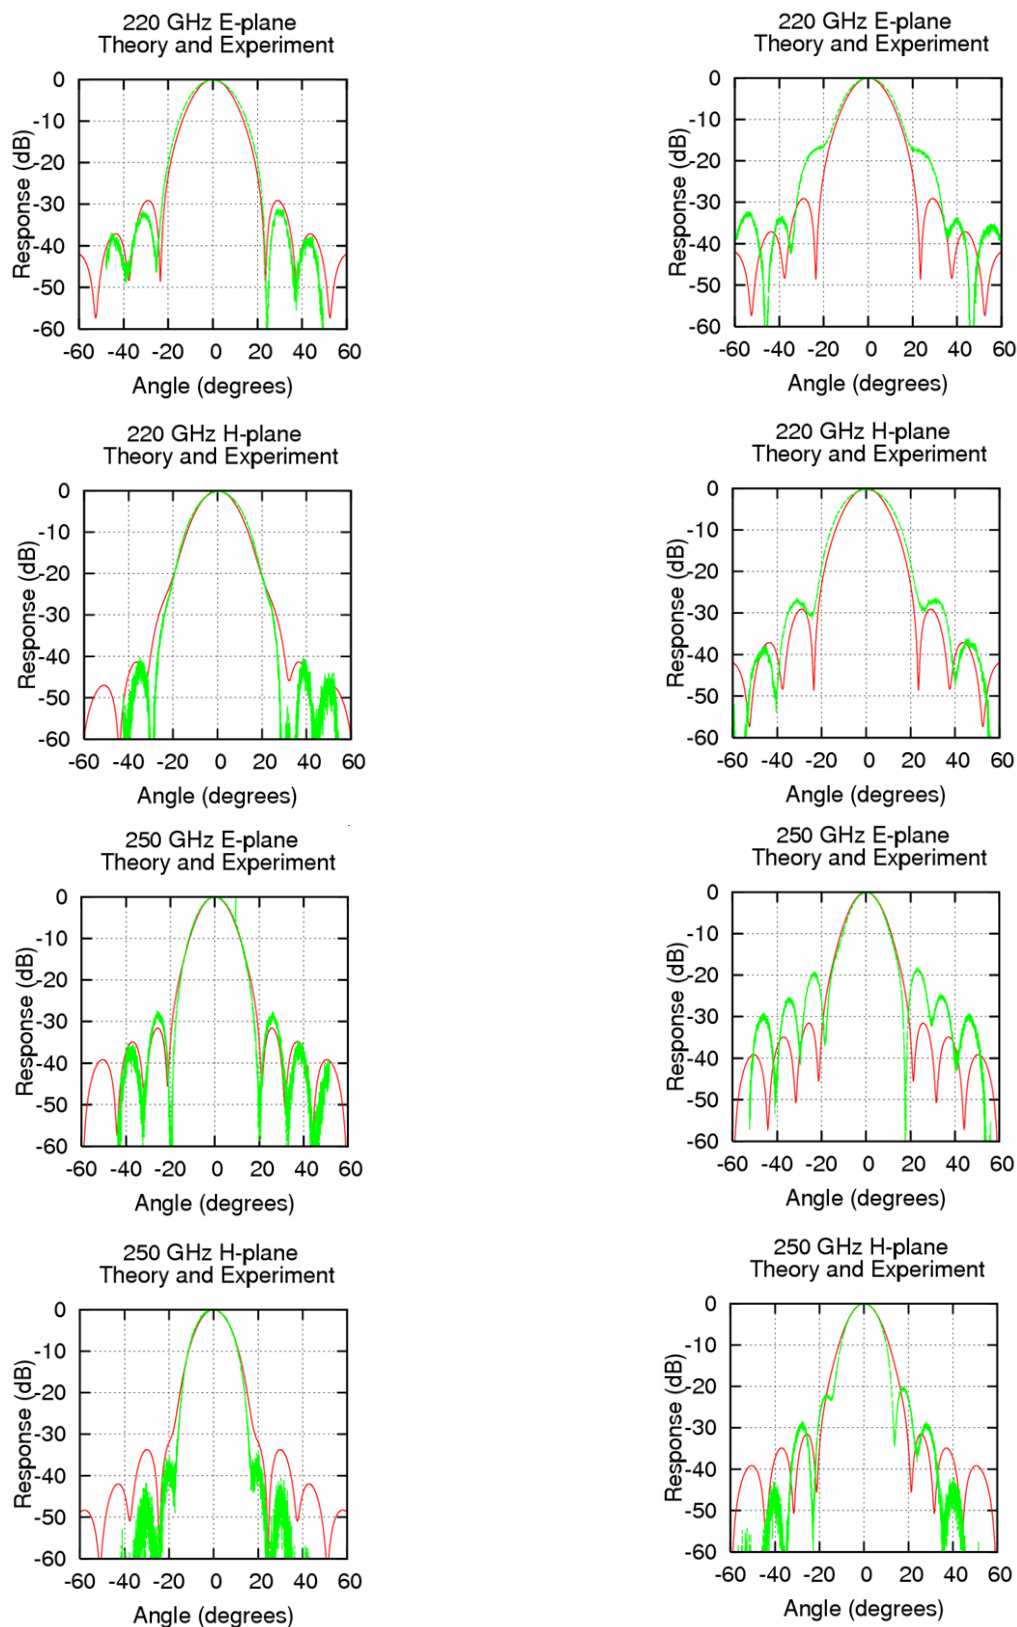 220 GHz E-plane
Theory and Experiment
0
-10
-20
-30
-40
-50
-60
Response (dB)
-60 -40 -20 0 20 40 60
Angle (degrees)
220 GHz E-plane
Theory and Experiment
0
-10
-20
-30
-40
-50
-60
Response (dB)
-60 -40 -20 0 20 40 60
Angle (degrees)
220 GHz H-plane
Theory and Experiment
0
-10
-20
-30
-40
-50
-60
Response (dB)
-60 -40 -20 0 20 40 60
Angle (degrees)
220 GHz H-plane
Theory and Experiment
0
-10
-20
-30
-40
-50
-60
Response (dB)
-60 -40 -20 0 20 40 60
Angle (degrees)
250 GHz E-plane
Theory and Experiment
0
-10
-20
-30
-40
-50
-60
Response (dB)
-60 -40 -20 0 20 40 60
Angle (degrees)
250 GHz E-plane
Theory and Experiment
0
-10
-20
-30
-40
-50
-60
Response (dB)
-60 -40 -20 0 20 40 60
Angle (degrees)
250 GHz H-plane
Theory and Experiment
0
-10
-20
-30
-40
-50
-60
Response (dB)
-60 -40 -20 0 20 40 60
Angle (degrees)
250 GHz H-plane
Theory and Experiment
0
-10
-20
-30
-40
-50
-60
Response (dB)
-60 -40 -20 0 20 40 60
Angle (degrees)